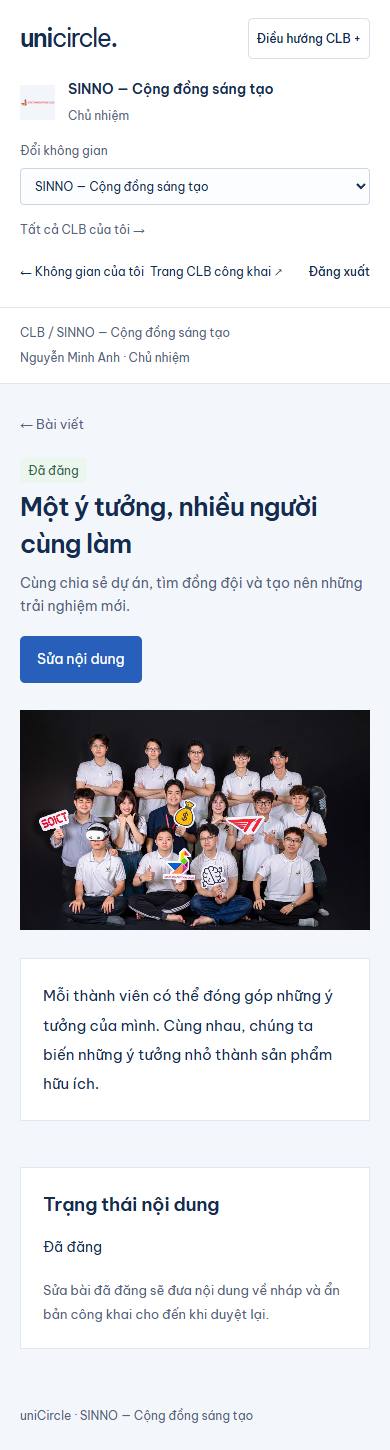 unicircle.
Điều hướng CLB +
SINNO — Cộng đồng sáng tạo
Chủ nhiệm
Đổi không gian
SINNO — Cộng đồng sáng tạo
Tất cả CLB của tôi →
← Không gian của tôi Trang CLB công khai ↗ Đăng xuất
CLB / SINNO — Cộng đồng sáng tạo
Nguyễn Minh Anh · Chủ nhiệm
← Bài viết
Đã đăng
Một ý tưởng, nhiều người
cùng làm
Cùng chia sẻ dự án, tìm đồng đội và tạo nên những
trải nghiệm mới.
Sửa nội dung
SOICT
$
T1
Mỗi thành viên có thể đóng góp những ý
tưởng của mình. Cùng nhau, chúng ta
biến những ý tưởng nhỏ thành sản phẩm
hữu ích.
Trạng thái nội dung
Đã đăng
Sửa bài đã đăng sẽ đưa nội dung về nháp và ẩn
bản công khai cho đến khi duyệt lại.
uniCircle · SINNO — Cộng đồng sáng tạo